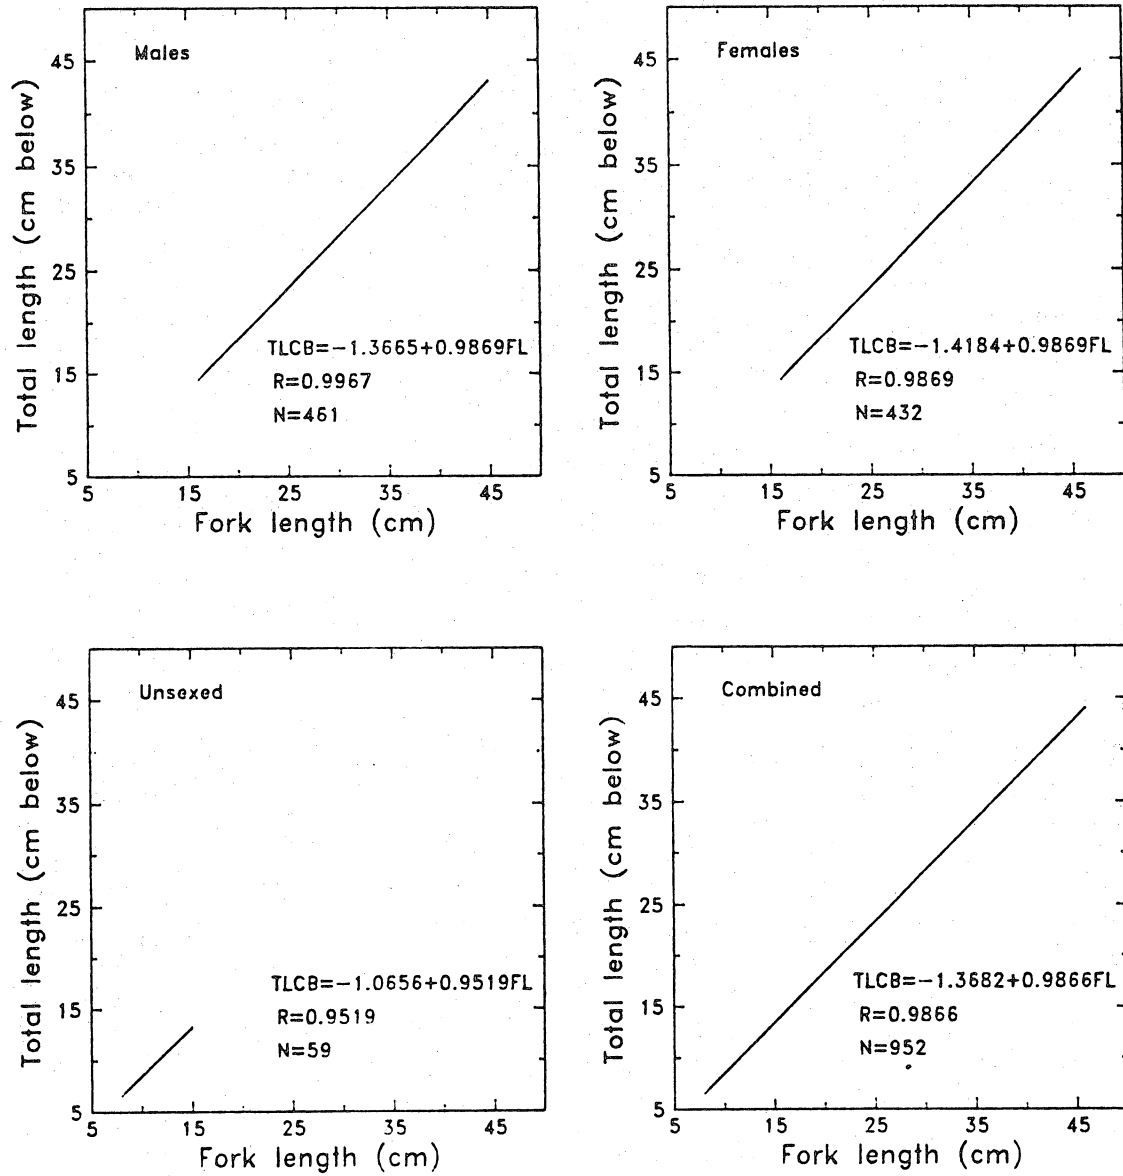 Males
45
35
25
15
5
Total length (cm below)
TLCB=−1.3665+0.9869FL
R=0.9967
N=461
5 15 25 35 45
Fork length (cm)
Females
45
35
25
15
5
Total length (cm below)
TLCB=−1.4184+0.9869FL
R=0.9869
N=432
5 15 25 35 45
Fork length (cm)
Unsexed
45
35
25
15
5
Total length (cm below)
TLCB=−1.0656+0.9519FL
R=0.9519
N=59
5 15 25 35 45
Fork length (cm)
Combined
45
35
25
15
5
Total length (cm below)
TLCB=−1.3682+0.9866FL
R=0.9866
N=952
5 15 25 35 45
Fork length (cm)